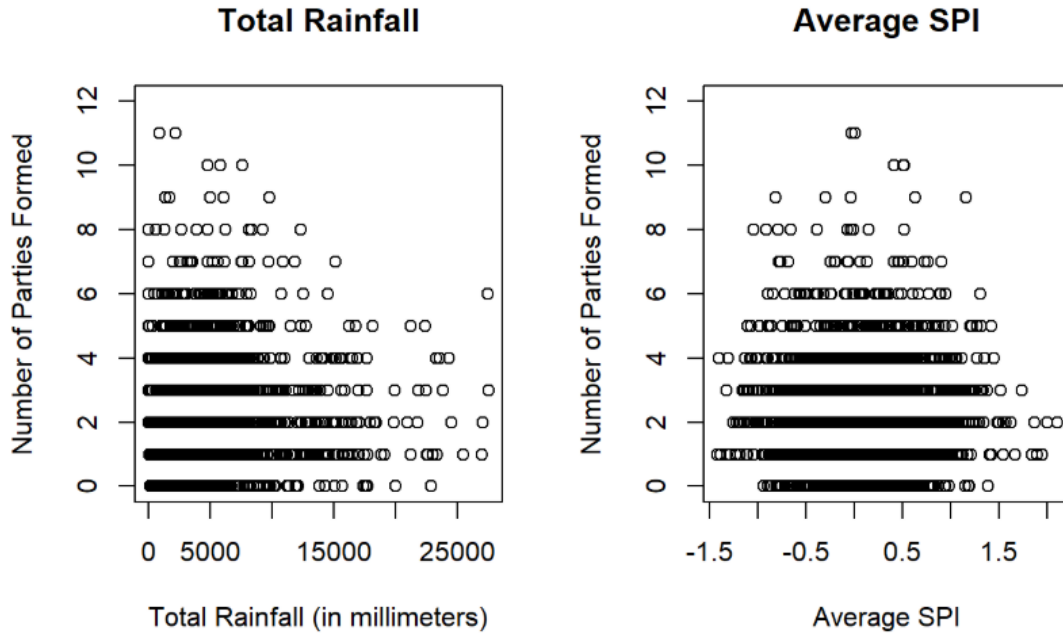 Total Rainfall
Number of Parties Formed
12
10
8
6
4
2
0
0 5000 15000 25000
Total Rainfall (in millimeters)
Average SPI
Number of Parties Formed
12
10
8
6
4
2
0
-1.5 -0.5 0.5 1.5
Average SPI